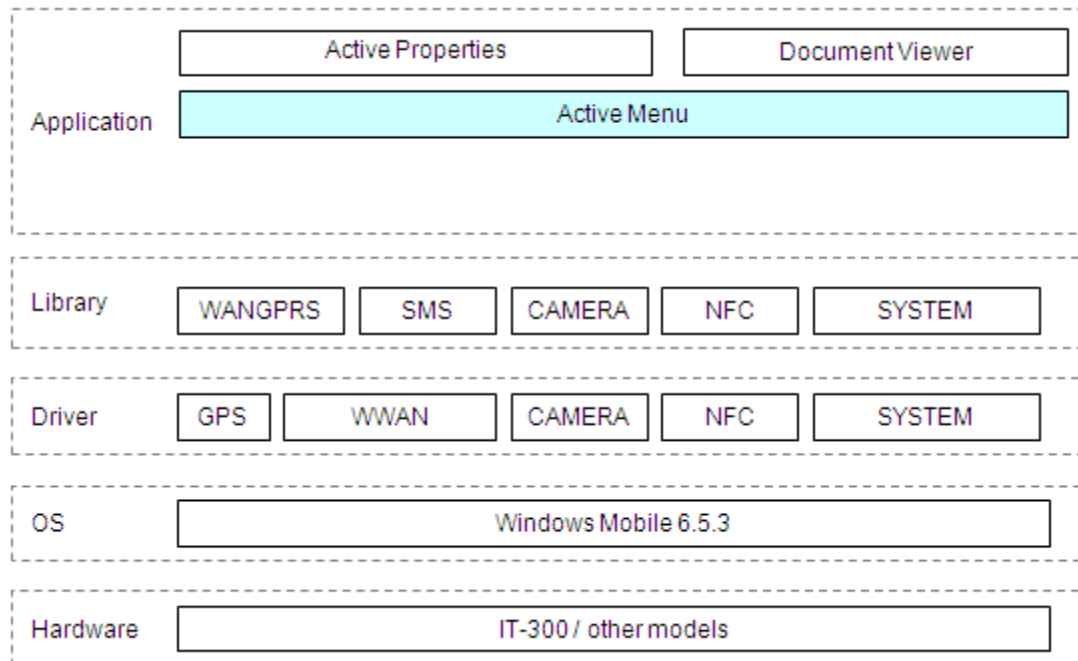 Active Properties
Document Viewer
Application
Active Menu
Library
WANGPRS
SMS
CAMERA
NFC
SYSTEM
Driver
GPS
WWAN
CAMERA
NFC
SYSTEM
OS
Windows Mobile 6.5.3
Hardware
IT-300 / other models